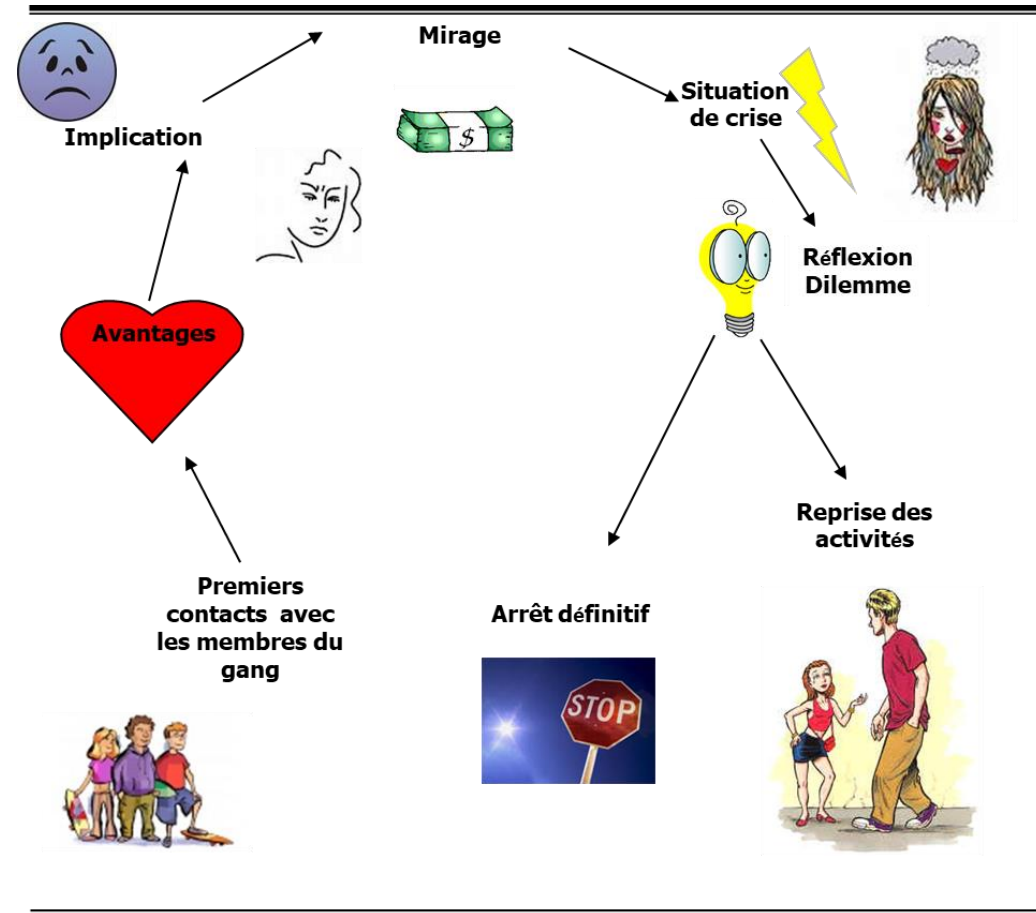 Mirage
Situation
de crise
Implication
$
Réflexion
Dilemme
Avantages
Reprise des
activités
Premiers
contacts  avec
les membres du
gang
Arrêt définitif
STOP